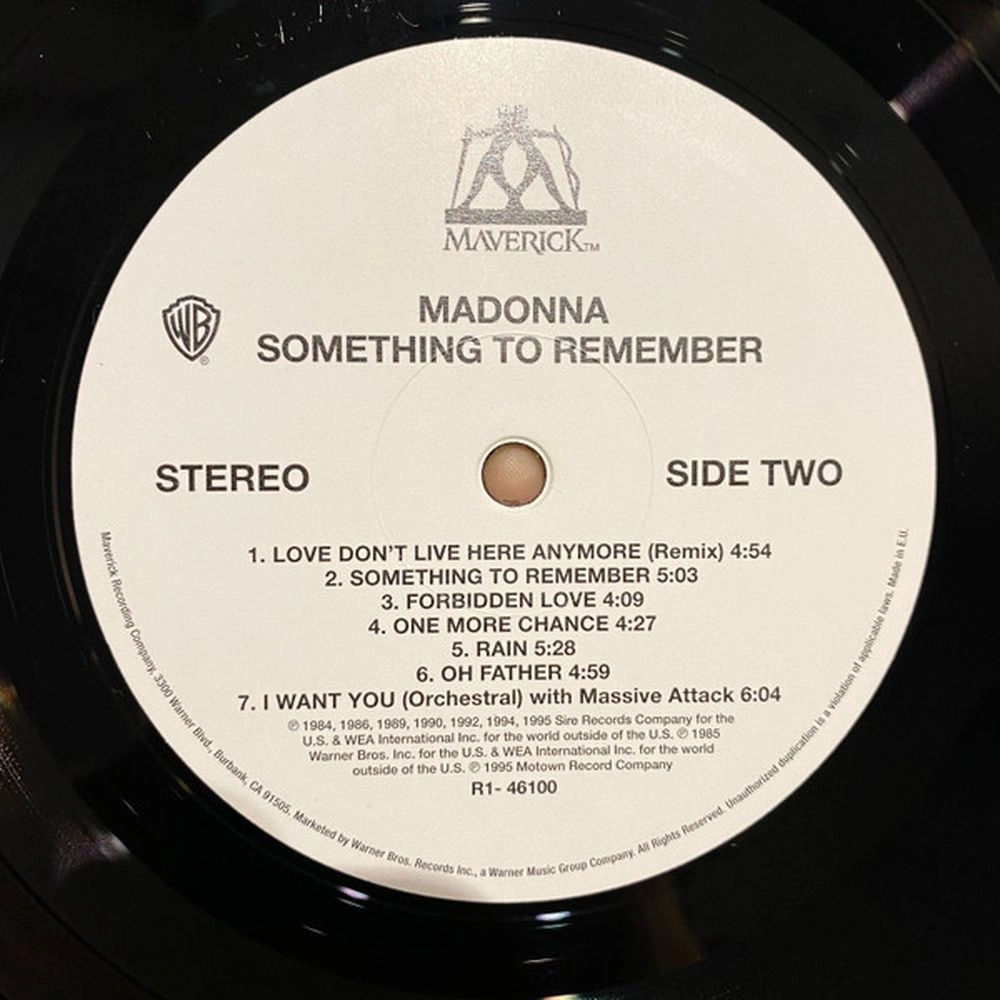 MAVERICK™
WB®
MADONNA
SOMETHING TO REMEMBER
STEREO
SIDE TWO
1. LOVE DON'T LIVE HERE ANYMORE (Remix) 4:54
2. SOMETHING TO REMEMBER 5:03
3. FORBIDDEN LOVE 4:09
4. ONE MORE CHANCE 4:27
5. RAIN 5:28
6. OH FATHER 4:59
7. I WANT YOU (Orchestral) with Massive Attack 6:04
℗ 1984, 1986, 1989, 1990, 1992, 1994, 1995 Sire Records Company for the
U.S. & WEA International Inc. for the world outside of the U.S. ℗ 1985
Warner Bros. Inc. for the U.S. & WEA International Inc. for the world
outside of the U.S. ℗ 1995 Motown Record Company
R1- 46100
Maverick Recording Company, 3300 Warner Blvd., Burbank, CA 91505. Marketed by Warner Bros. Records Inc., a Warner Music Group Company. All Rights Reserved. Unauthorized duplication is a violation of applicable laws. Made in E.U.